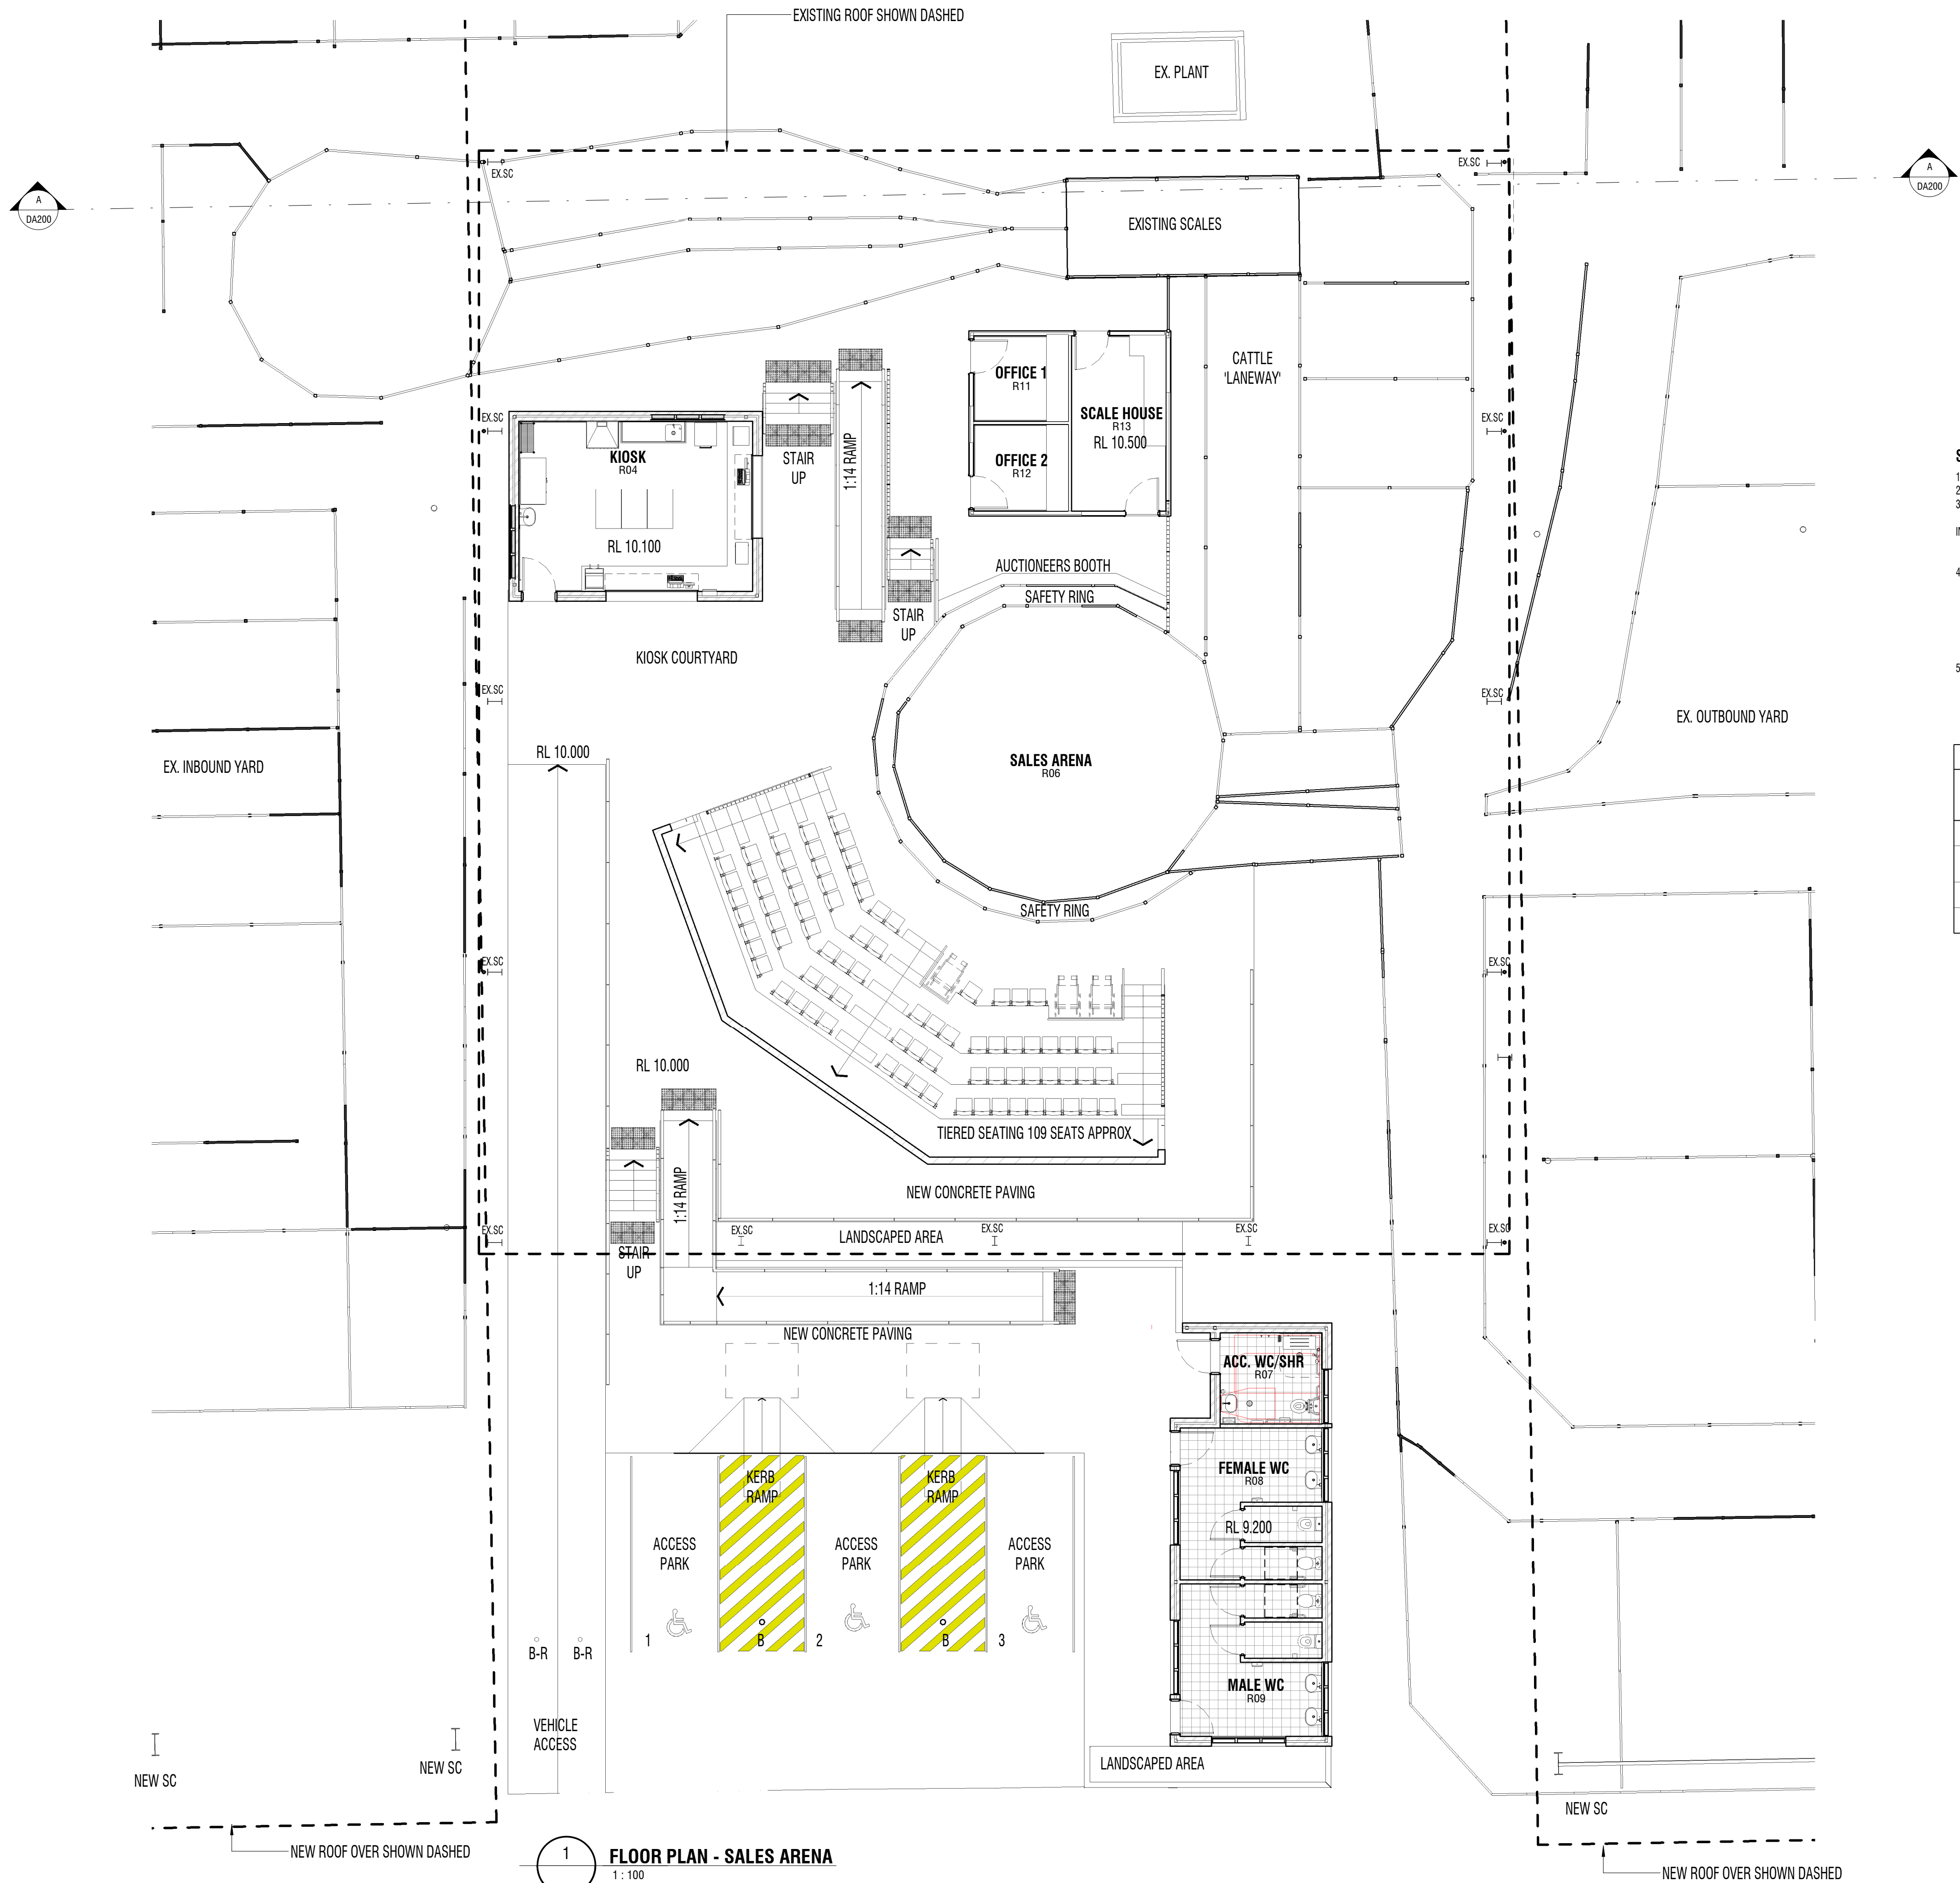 EXISTING ROOF SHOWN DASHED
EX. PLANT
A
DA200
A
DA200
EX.SC
EX.SC
EXISTING SCALES
CATTLE
'LANEWAY'
OFFICE 1
R11
SCALE HOUSE
R13
RL 10.500
OFFICE 2
R12
EX.SC
EX.SC
KIOSK
R04
RL 10.100
STAIR
UP
1:14 RAMP
AUCTIONEERS BOOTH
SAFETY RING
STAIR
UP
KIOSK COURTYARD
EX.SC
EX.SC
EX. OUTBOUND YARD
RL 10.000
EX. INBOUND YARD
SALES ARENA
R06
SAFETY RING
EX.SC
EX.SC
RL 10.000
TIERED SEATING 109 SEATS APPROX
1:14 RAMP
NEW CONCRETE PAVING
EX.SC
EX.SC
EX.SC
EX.SC
EX.SC
LANDSCAPED AREA
STAIR
UP
1:14 RAMP
NEW CONCRETE PAVING
ACC. WC/SHR
R07
FEMALE WC
R08
KERB
RAMP
KERB
RAMP
RL 9.200
ACCESS
PARK
ACCESS
PARK
ACCESS
PARK
1
B
2
B
3
B-R
B-R
MALE WC
R09
VEHICLE
ACCESS
LANDSCAPED AREA
NEW SC
NEW SC
NEW SC
NEW ROOF OVER SHOWN DASHED
1
FLOOR PLAN - SALES ARENA
1 : 100
NEW ROOF OVER SHOWN DASHED